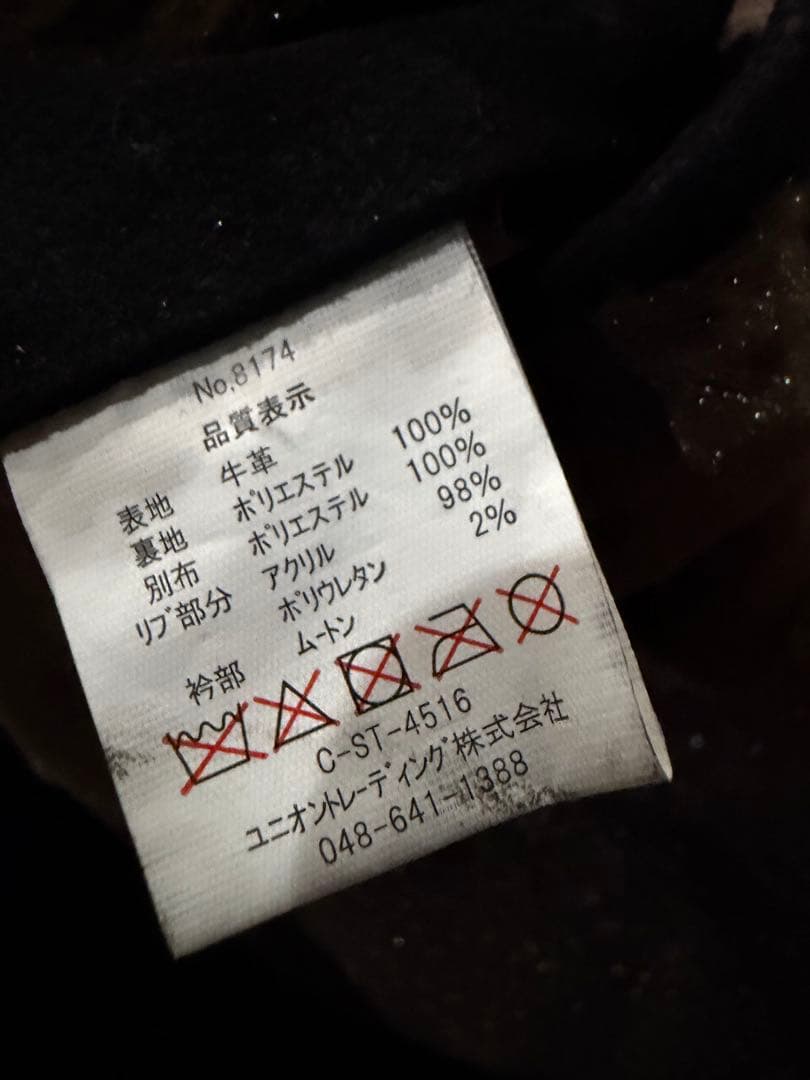 No.8174
品質表示
表地 牛革
裏地 ポリエステル 100%
別布 ポリエステル 100%
リブ部分 アクリル 98%
ポリウレタン 2%
衿部 ムートン
C-ST-4516
ユニオントレーディング株式会社
048-641-1388